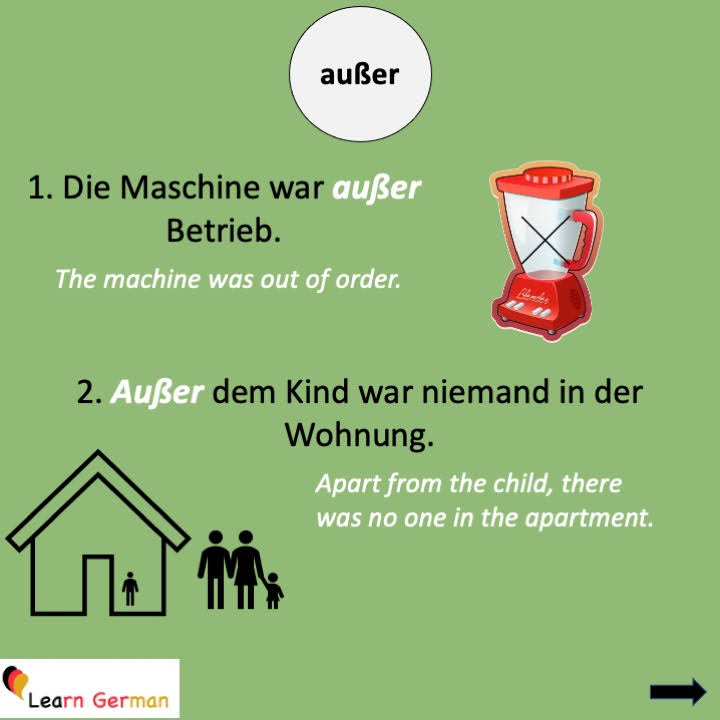 außer
1. Die Maschine war außer
Betrieb.
The machine was out of order.
2. Außer dem Kind war niemand in der
Wohnung.
Apart from the child, there
was no one in the apartment.
Learn German